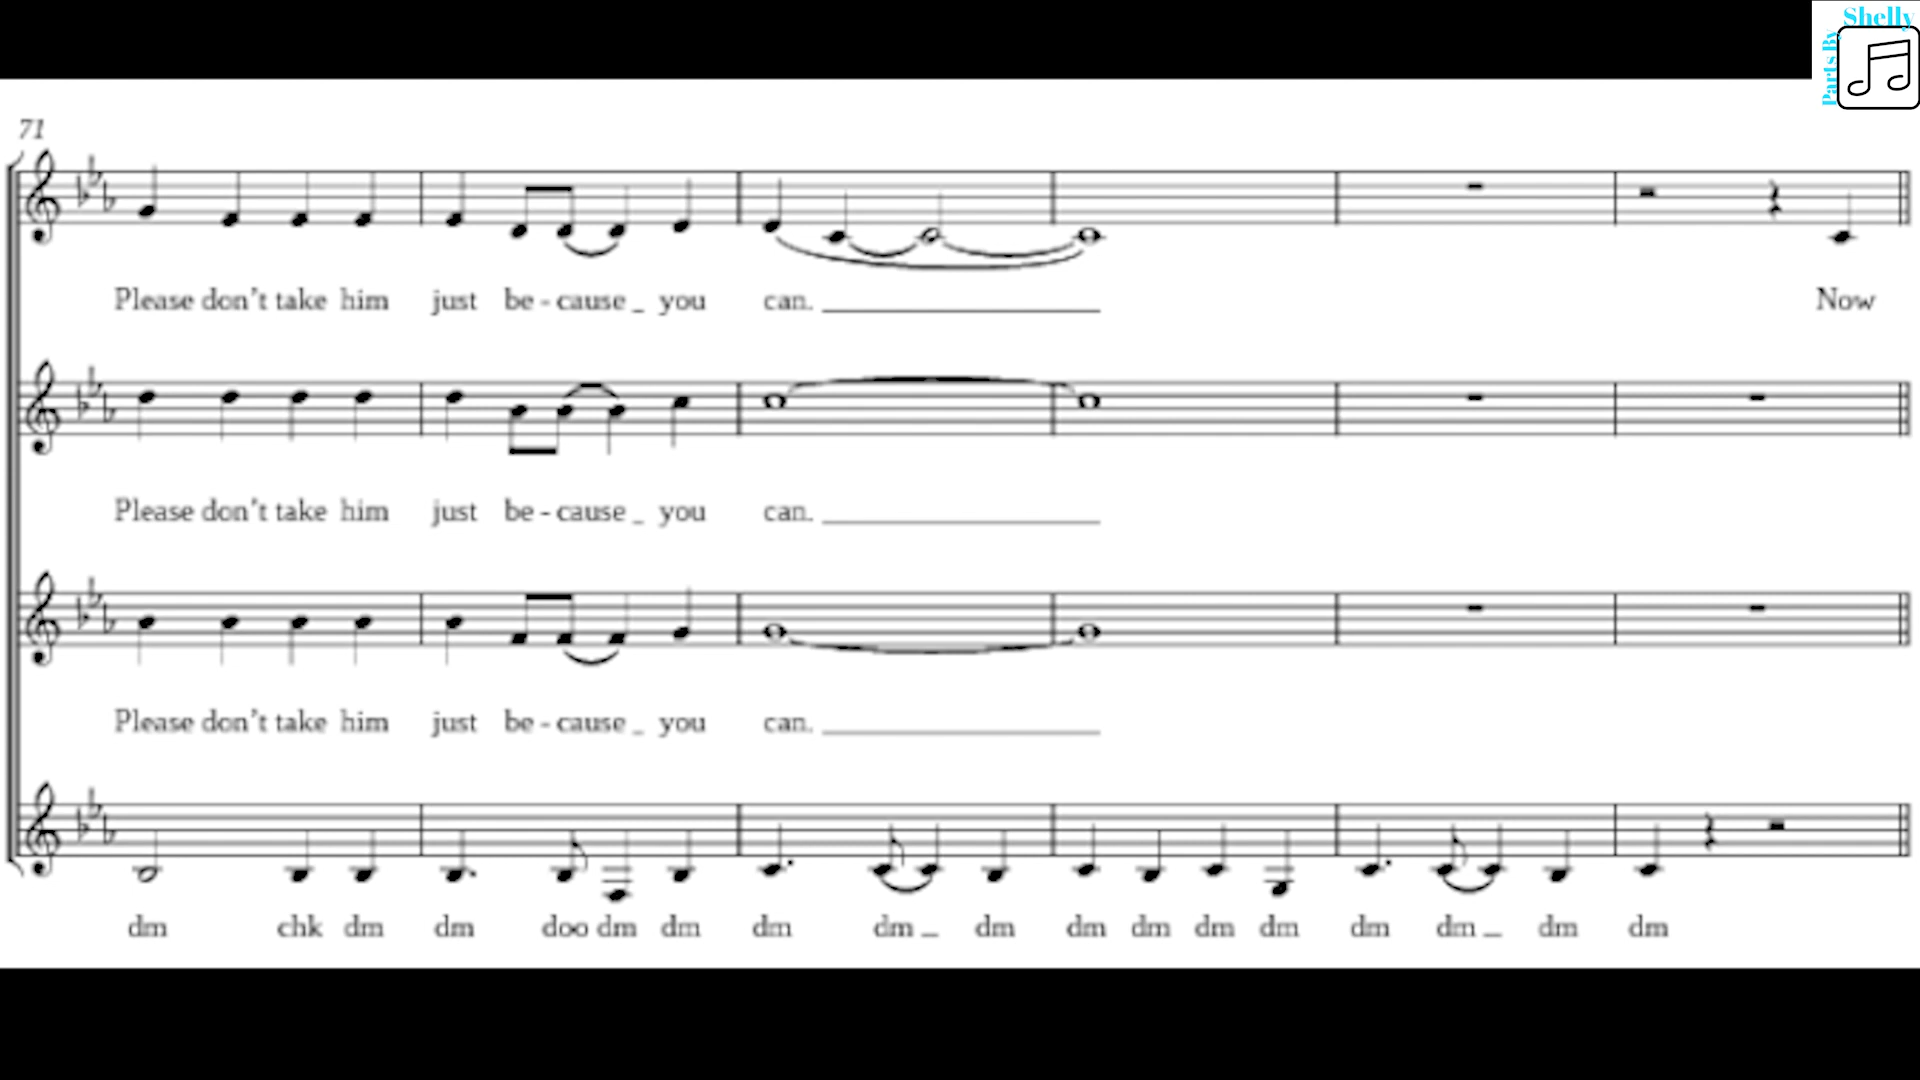 Shelly
Parts By
71
Please don't take him just be - cause _ you can. Now
Please don't take him just be - cause _ you can.
Please don't take him just be - cause _ you can.
dm chk dm dm doo dm dm dm dm _ dm dm dm dm dm dm dm _ dm dm